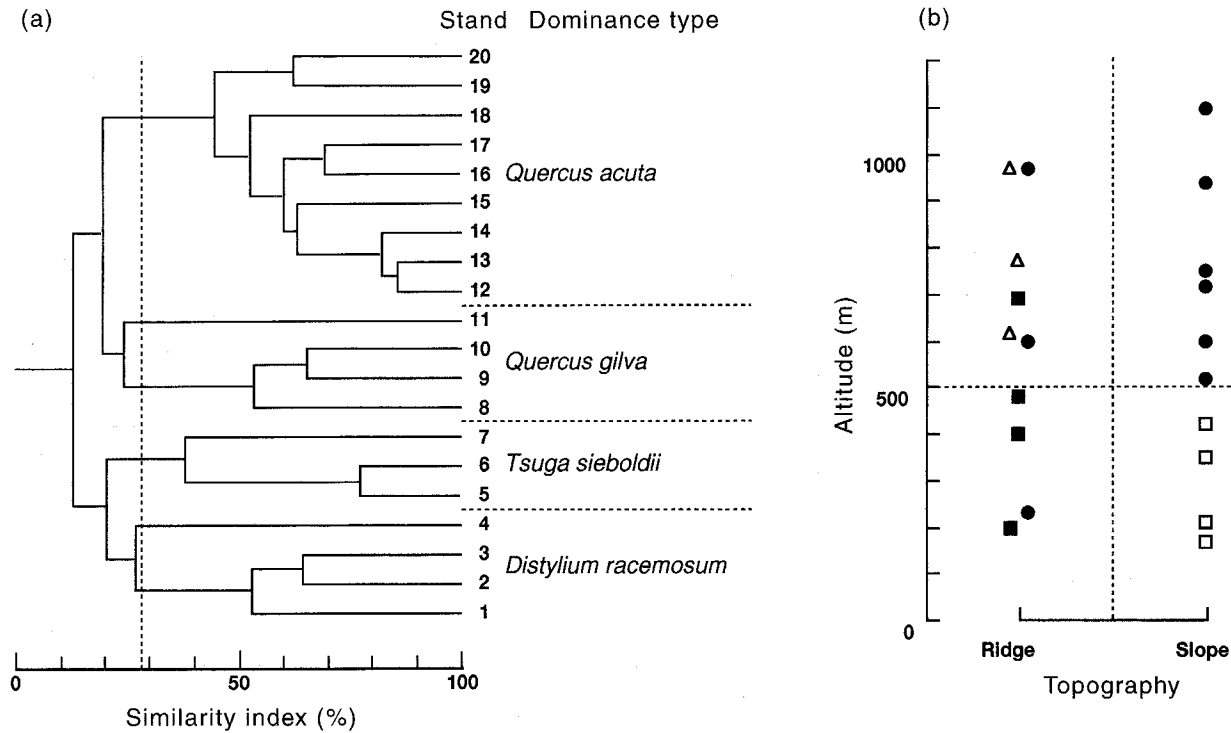 (a)
Stand Dominance type
20
19
18
17
16 Quercus acuta
15
14
13
12
11
10 Quercus gilva
9
8
7
6 Tsuga sieboldii
5
4
3 Distylium racemosum
2
1
0 50 100
Similarity index (%)
(b)
1000
500
0
Altitude (m)
Ridge Slope
Topography